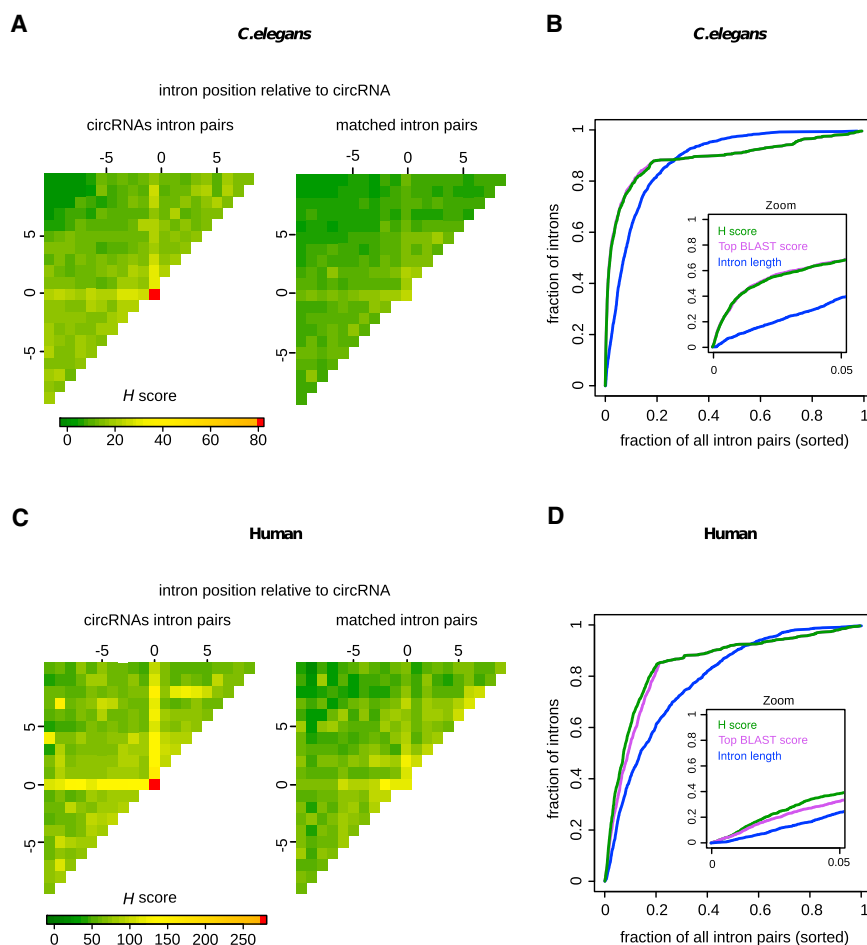 A
C.elegans
intron position relative to circRNA
circRNAs intron pairs
matched intron pairs
-5 0 5
-5 0 5
5
0
-5
5
0
-5
H score
0 20 40 60 80
B
C.elegans
fraction of introns
0 0.2 0.4 0.6 0.8 1
Zoom
H score
Top BLAST score
Intron length
0 0.2 0.4 0.6 0.8 1
0 0.05
0 0.2 0.4 0.6 0.8 1
fraction of all intron pairs (sorted)
C
Human
intron position relative to circRNA
circRNAs intron pairs
matched intron pairs
-5 0 5
-5 0 5
5
0
-5
5
0
-5
H score
0 50 100 150 200 250
D
Human
fraction of introns
0 0.2 0.4 0.6 0.8 1
Zoom
H score
Top BLAST score
Intron length
0 0.2 0.4 0.6 0.8 1
0 0.05
0 0.2 0.4 0.6 0.8 1
fraction of all intron pairs (sorted)